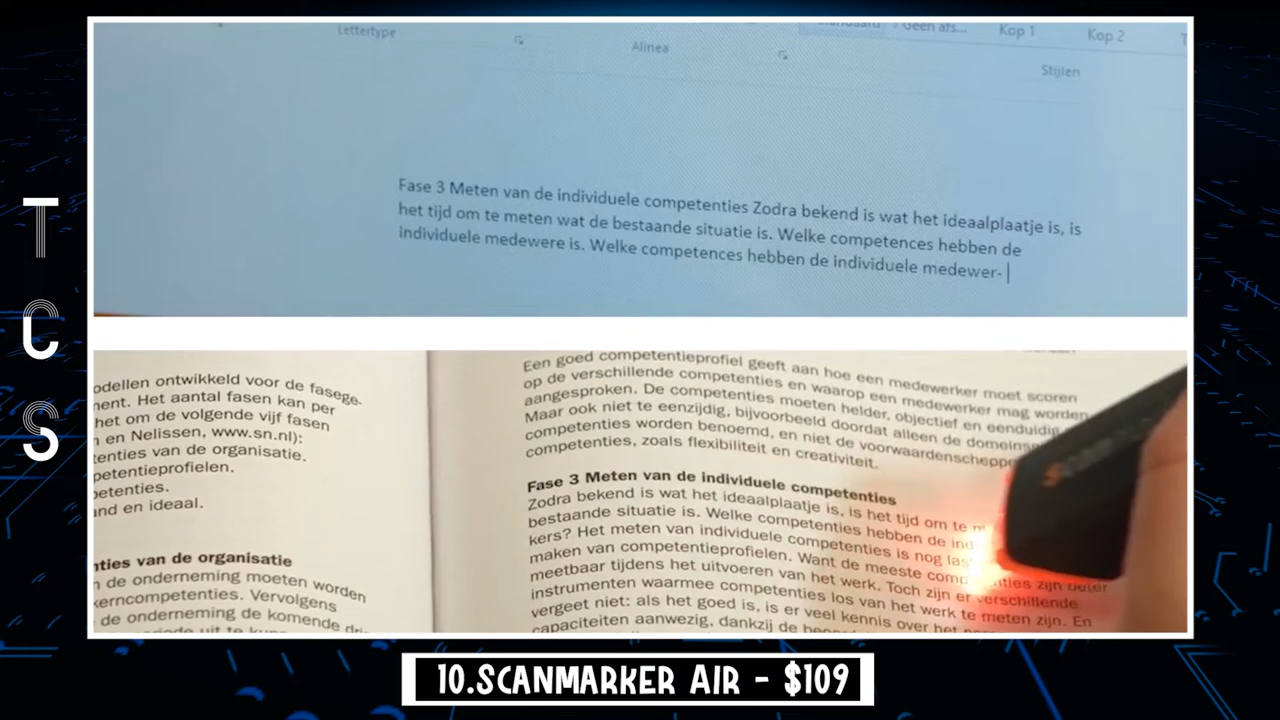 Lettertype
Alinea
Geen afs...
Kop 1
Kop 2
Stijlen
Fase 3 Meten van de individuele competenties Zodra bekend is wat het ideaalplaatje is, is
het tijd om te meten wat de bestaande situatie is. Welke competences hebben de
individuele medewere is. Welke competences hebben de individuele medewer-
T
C
S
odellen ontwikkeld voor de fasege-
nent. Het aantal fasen kan per
het om de volgende vijf fasen
n en Nelissen, www.sn.nl):
tenties van de organisatie.
petentieprofielen.
petenties.
and en ideaal.
nties van de organisatie
n de onderneming moeten worden
kerncompetenties. Vervolgens
de onderneming de komende
Een goed competentieprofiel geeft aan hoe een medewerker moet scoren
op de verschillende competenties en waarop een medewerker mag worden
aangesproken. De competenties moeten helder, objectief en eenduidig
Maar ook niet te eenzijdig, bijvoorbeeld doordat alleen de
competenties worden benoemd, en niet de
competenties, zoals flexibiliteit en creativiteit.
Fase 3 Meten van de individuele competenties
Zodra bekend is wat het ideaalplaatje is, is het tijd om te
bestaande situatie is. Welke competenties hebben de ind
kers? Het meten van individuele competenties is nog
maken van competentieprofielen. Want de meeste zijn
meetbaar tijdens het uitvoeren van het werk. Toch zijn er verschillende
instrumenten waarmee competenties los van het werk te meten zijn. En
vergeet niet: als het goed is, is er veel kennis over het
capaciteiten aanwezig, dankzij de
10.SCANMARKER AIR - $109